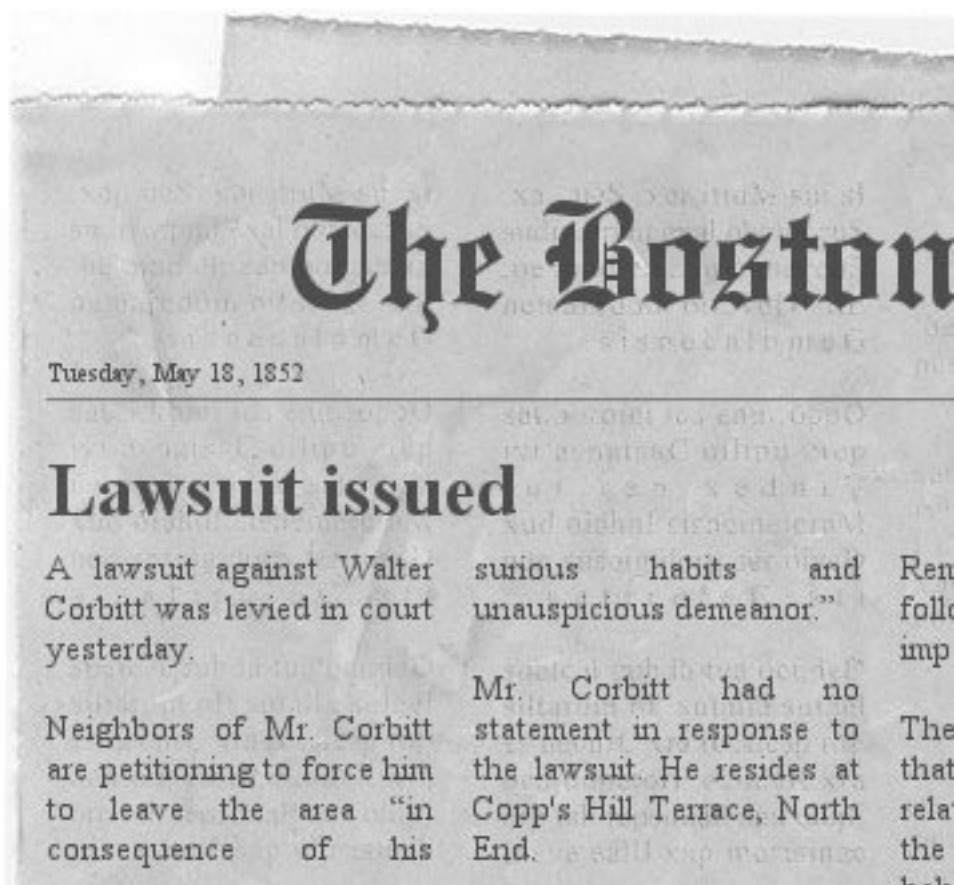 The Boston
Tuesday, May 18, 1852
Lawsuit issued
A lawsuit against Walter
Corbitt was levied in court
yesterday.
Neighbors of Mr. Corbitt
are petitioning to force him
to leave the area “in
consequence of his
surious habits and
unauspicious demeanor.”
Mr. Corbitt had no
statement in response to
the lawsuit. He resides at
Copp's Hill Terrace, North
End.
The
that
the